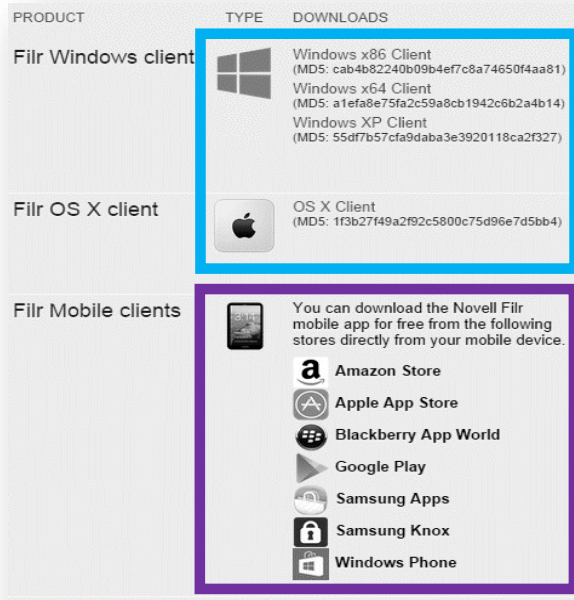 PRODUCT TYPE DOWNLOADS
Filr Windows client
Windows x86 Client
(MD5: cab4b82240b09b4ef7c8a74650f4aa81)
Windows x64 Client
(MD5: a1efa8e75fa2c59a8cb1942c6b2a4b14)
Windows XP Client
(MD5: 55df7b57cfa9daba3e3920118ca2f327)
Filr OS X client
OS X Client
(MD5: 1f3b27f49a2f92c5800c75d96e7d5bb4)
Filr Mobile clients
You can download the Novell Filr
mobile app for free from the following
stores directly from your mobile device.
a Amazon Store
Apple App Store
Blackberry App World
Google Play
Samsung Apps
Samsung Knox
Windows Phone